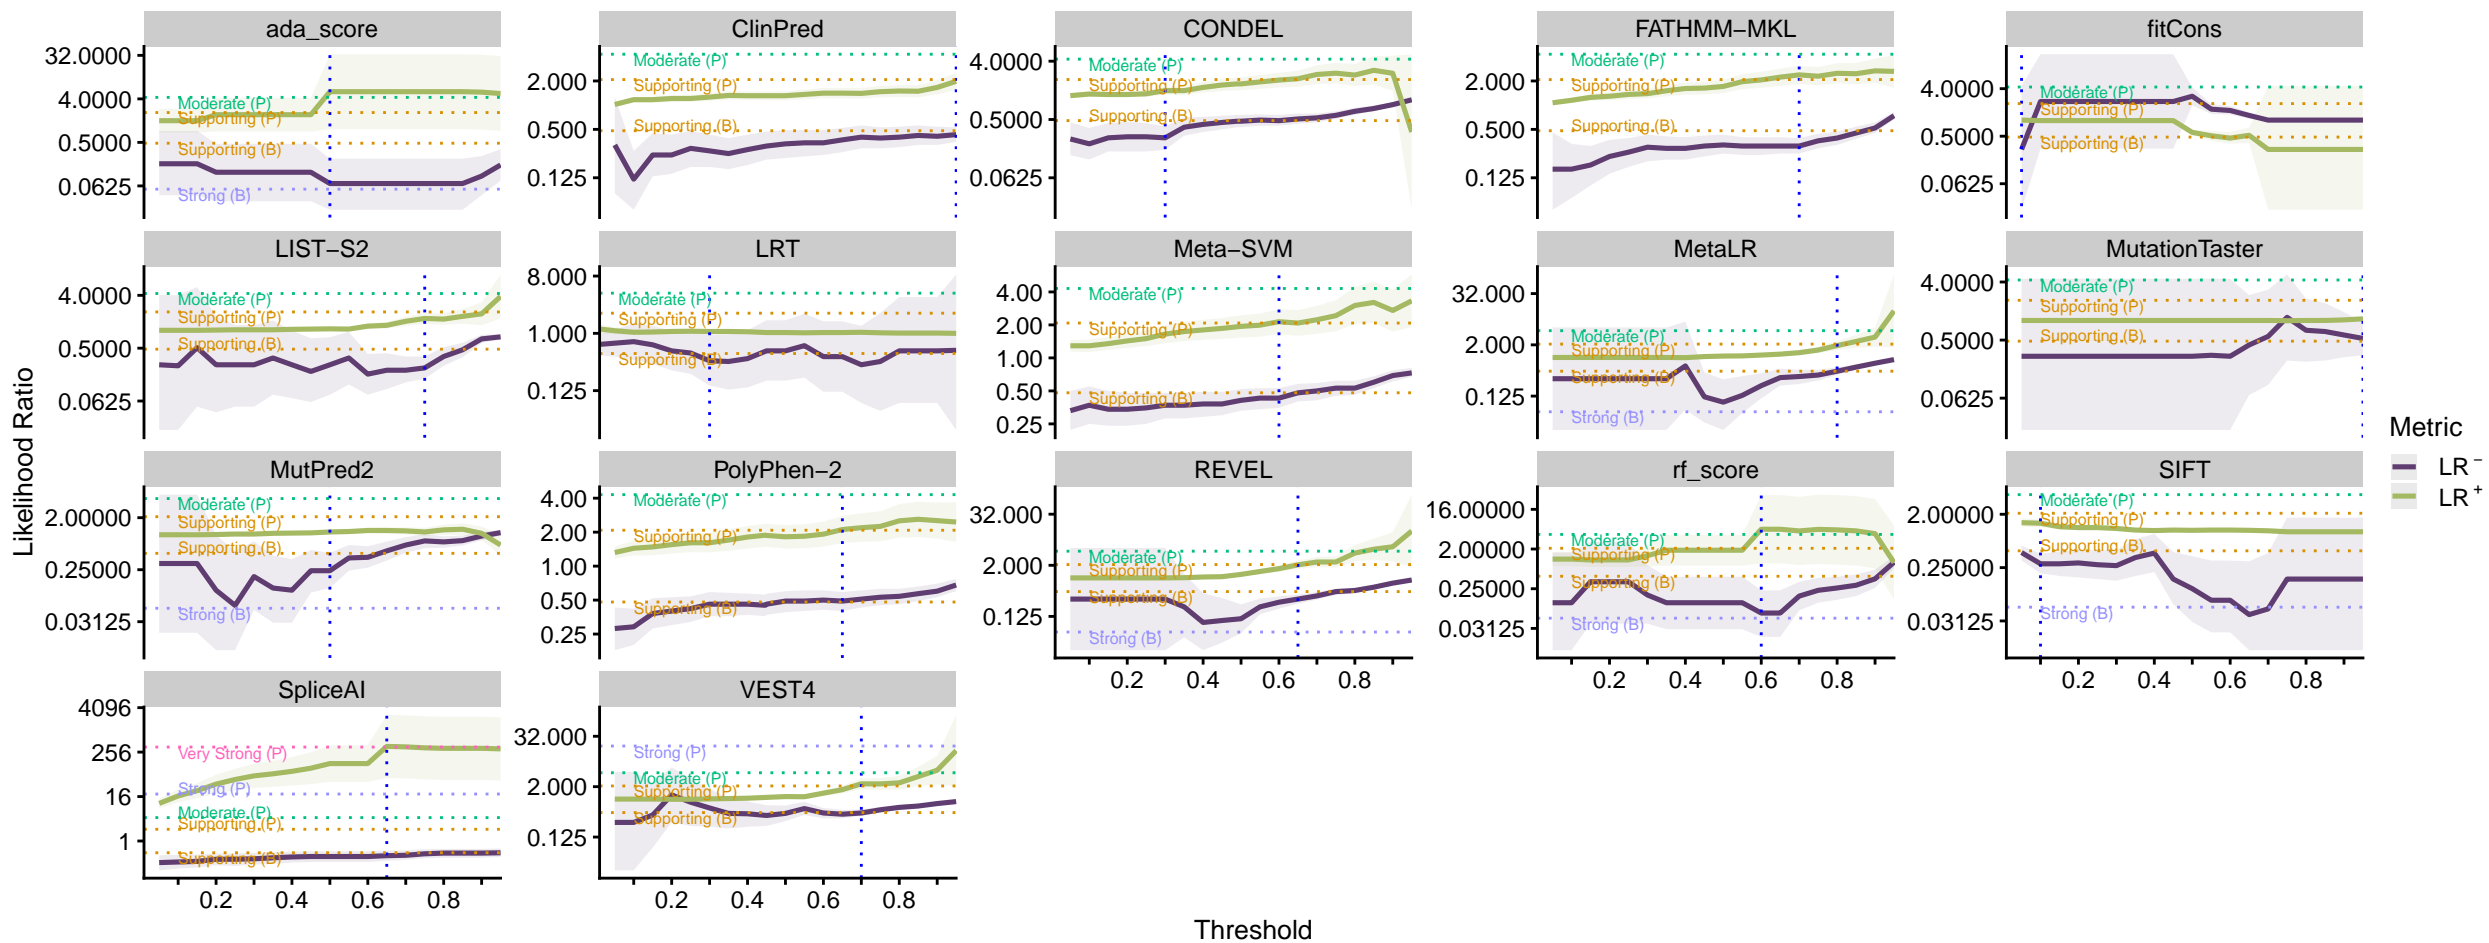 ada_score
ClinPred
CONDEL
FATHMM−MKL
fitCons
32.0000
4.0000
0.5000
0.0625
Moderate (P)
Supporting (P)
Supporting (B)
Strong (B)
2.000
0.500
0.125
Moderate (P)
Supporting (P)
Supporting (B)
4.0000
0.5000
0.0625
Moderate (P)
Supporting (P)
Supporting (B)
2.000
0.500
0.125
Moderate (P)
Supporting (P)
Supporting (B)
4.0000
0.5000
0.0625
Moderate (P)
Supporting (P)
Supporting (B)
LIST−S2
LRT
Meta−SVM
MetaLR
MutationTaster
4.0000
0.5000
0.0625
Moderate (P)
Supporting (P)
Supporting (B)
8.000
1.000
0.125
Moderate (P)
Supporting (P)
Supporting (B)
4.00
2.00
1.00
0.50
0.25
Moderate (P)
Supporting (P)
Supporting (B)
32.000
2.000
0.125
Moderate (P)
Supporting (P)
Supporting (B)
Strong (B)
4.0000
0.5000
0.0625
Moderate (P)
Supporting (P)
Supporting (B)
MutPred2
PolyPhen−2
REVEL
rf_score
SIFT
2.00000
0.25000
0.03125
Moderate (P)
Supporting (P)
Supporting (B)
Strong (B)
4.00
2.00
1.00
0.50
0.25
Moderate (P)
Supporting (P)
Supporting (B)
32.000
2.000
0.125
Moderate (P)
Supporting (P)
Supporting (B)
Strong (B)
0.2 0.4 0.6 0.8
16.00000
2.00000
0.25000
0.03125
Moderate (P)
Supporting (P)
Supporting (B)
Strong (B)
0.2 0.4 0.6 0.8
2.00000
0.25000
0.03125
Moderate (P)
Supporting (P)
Supporting (B)
Strong (B)
0.2 0.4 0.6 0.8
SpliceAI
VEST4
4096
256
16
1
Very Strong (P)
Strong (P)
Moderate (P)
Supporting (P)
Supporting (B)
0.2 0.4 0.6 0.8
32.000
2.000
0.125
Strong (P)
Moderate (P)
Supporting (P)
Supporting (B)
0.2 0.4 0.6 0.8
Likelihood Ratio
Threshold
Metric
LR⁻
LR⁺